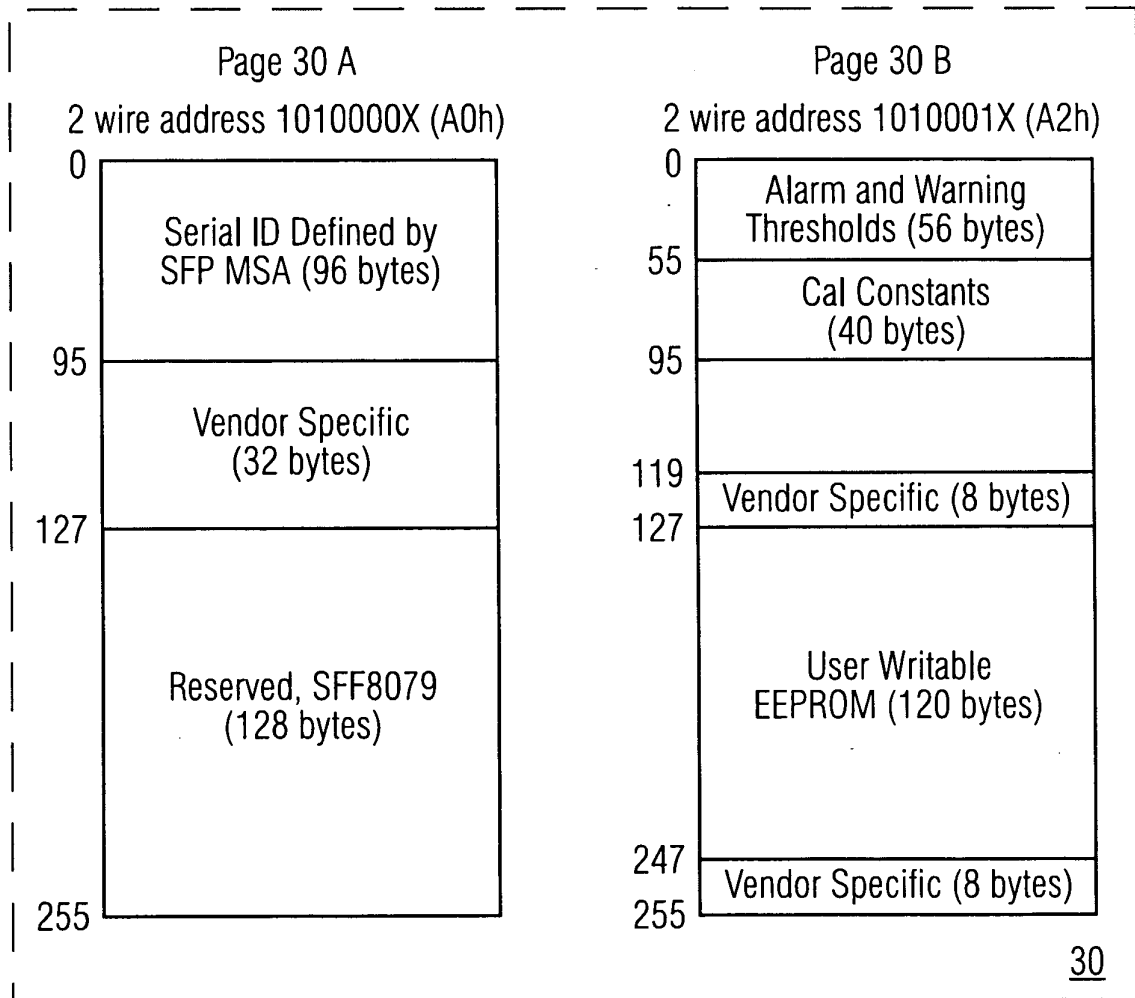 Page 30 A
2 wire address 1010000X (A0h)
0
Serial ID Defined by
SFP MSA (96 bytes)
95
Vendor Specific
(32 bytes)
127
Reserved, SFF8079
(128 bytes)
255
Page 30 B
2 wire address 1010001X (A2h)
0
Alarm and Warning
Thresholds (56 bytes)
55
Cal Constants
(40 bytes)
95
119
Vendor Specific (8 bytes)
127
User Writable
EEPROM (120 bytes)
247
Vendor Specific (8 bytes)
255
30